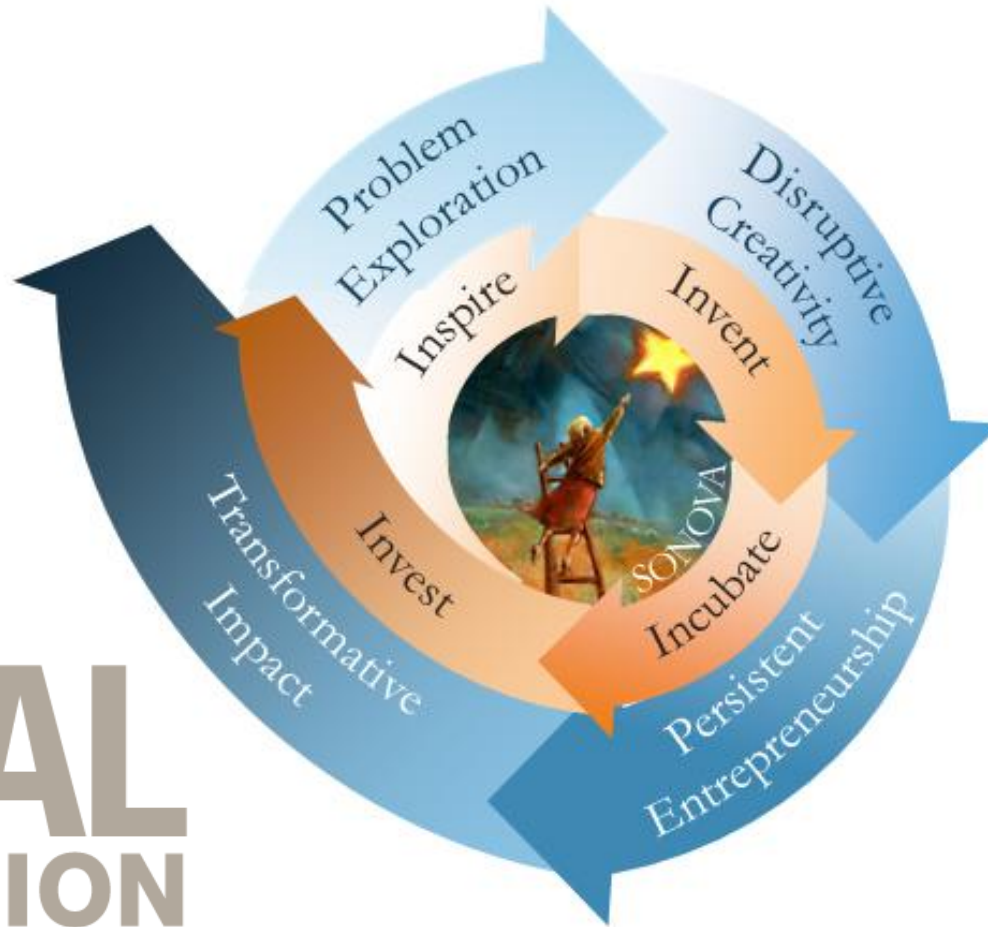 Problem
Exploration
Disruptive
Creativity
Inspire
Invent
SONOVA
Incubate
Invest
Persistent
Entrepreneurship
Transformative
Impact
AL
ION